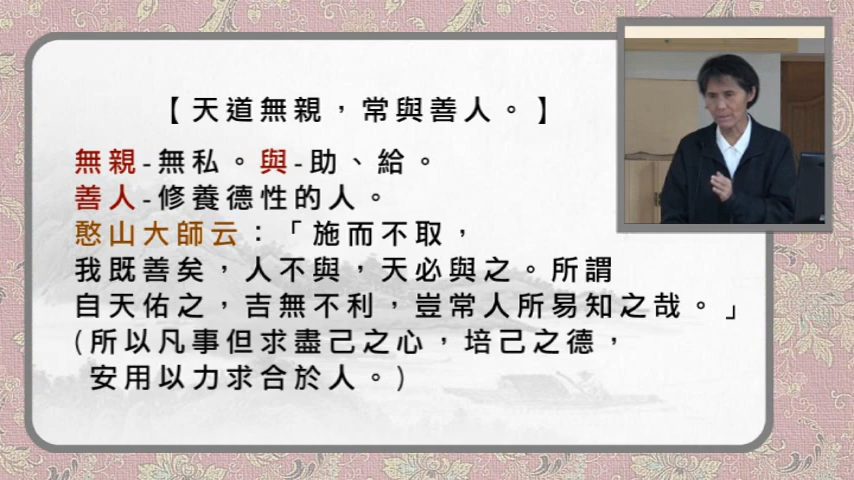 【天道無親，常與善人。】
無親-無私。與-助、給。
善人-修養德性的人。
憨山大師云：「施而不取，
我既善矣，人不與，天必與之。所謂
自天佑之，吉無不利，豈常人所易知之哉。」
(所以凡事但求盡己之心，培己之德，
安用以力求合於人。)